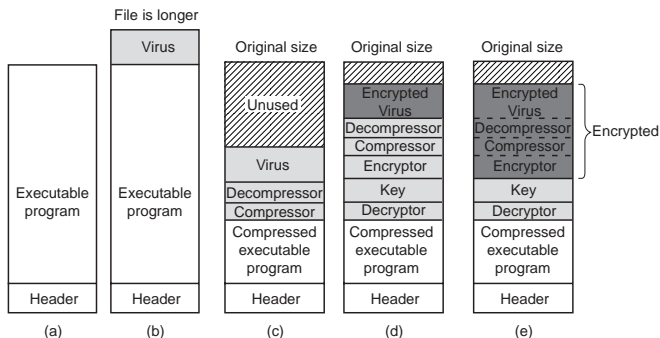 File is longer
Virus
Executable
program
Header
(a)
Executable
program
Header
(b)
Original size
Unused
Virus
Decompressor
Compressor
Compressed
executable
program
Header
(c)
Original size
Encrypted
Virus
Decompressor
Compressor
Encryptor
Key
Decryptor
Compressed
executable
program
Header
(d)
Original size
Encrypted
Virus
Decompressor
Compressor
Encryptor
Key
Decryptor
Compressed
executable
program
Header
(e)
Encrypted